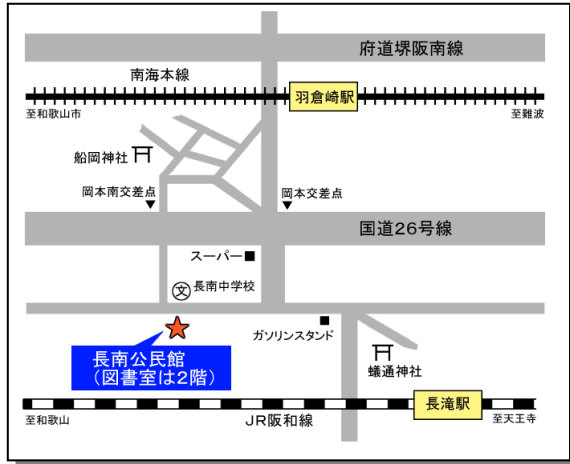 府道堺阪南線
南海本線
羽倉崎駅
至和歌山市
至難波
船岡神社
岡本南交差点
岡本交差点
国道26号線
スーパー
文
長南中学校
ガソリンスタンド
長南公民館
（図書室は2階）
蟻通神社
長滝駅
至和歌山
JR阪和線
至天王寺